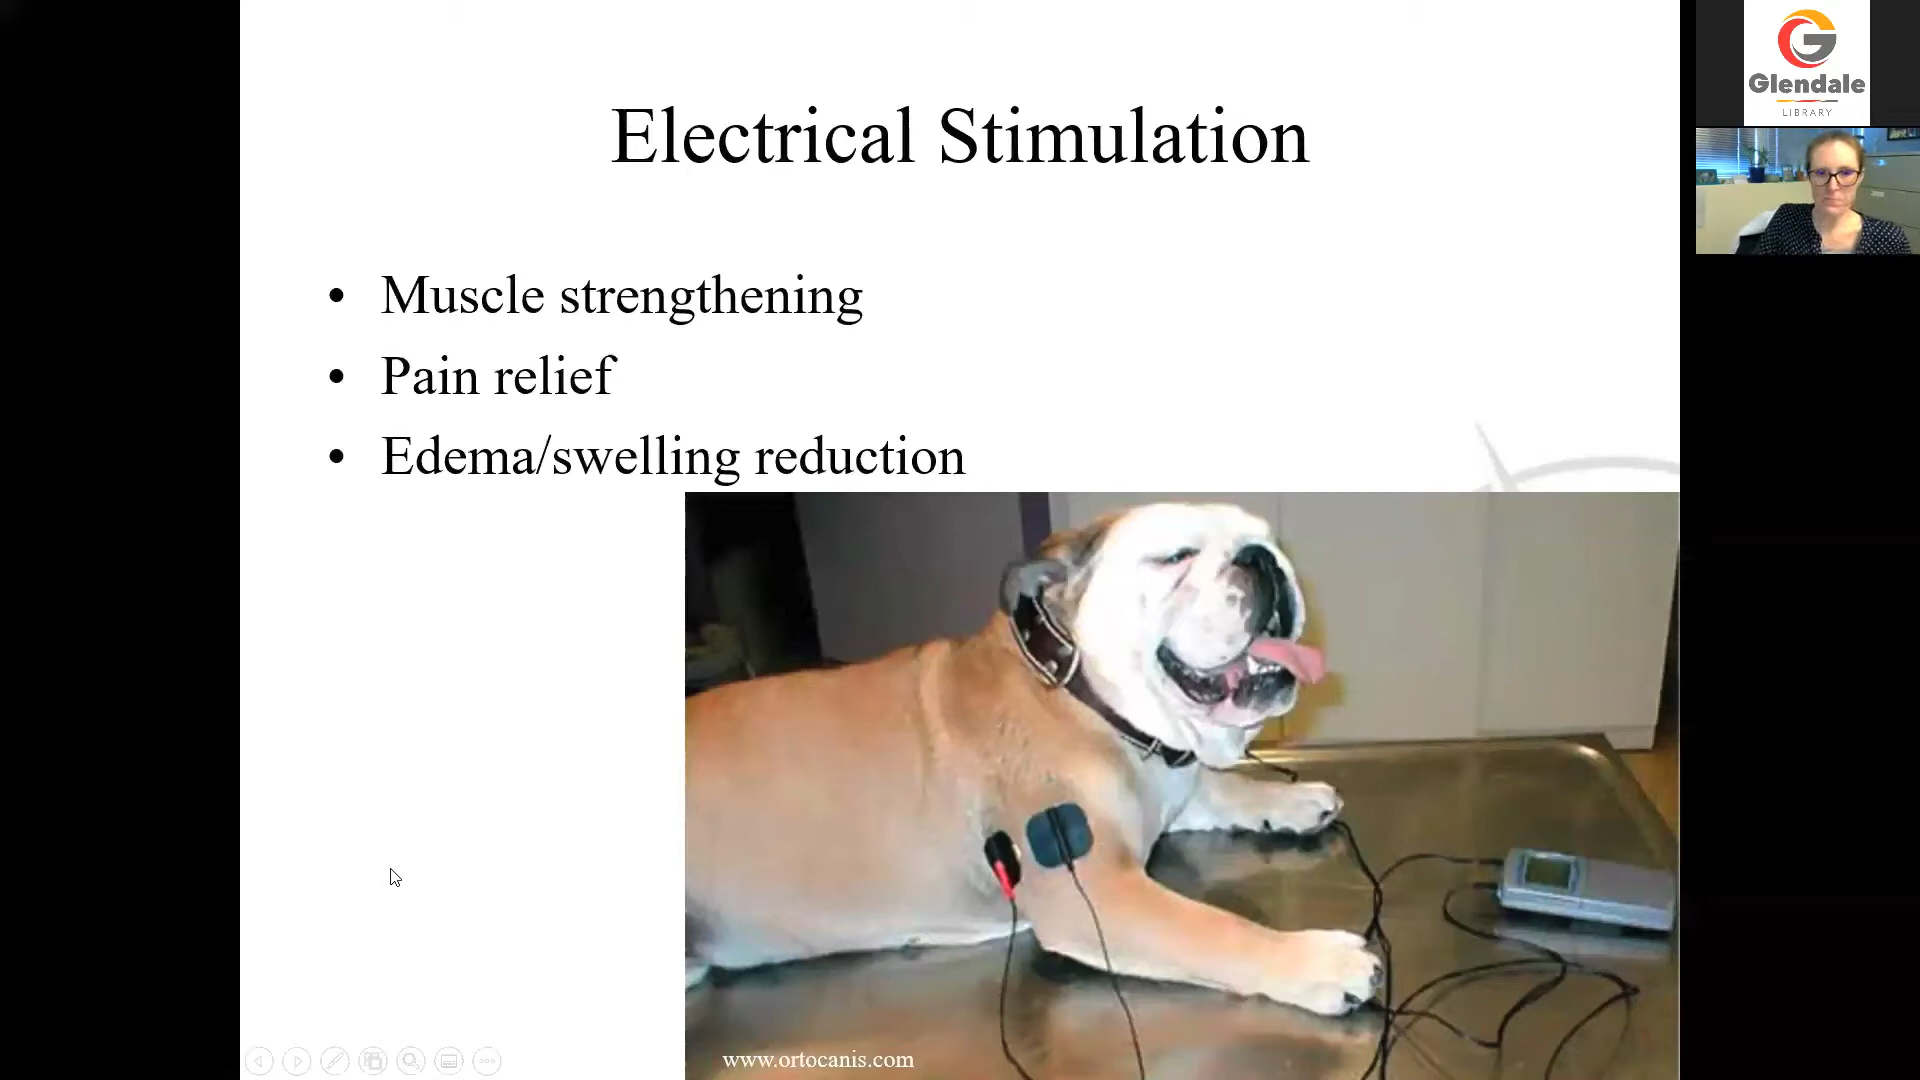 Electrical Stimulation
• Muscle strengthening
• Pain relief
• Edema/swelling reduction
www.ortocanis.com
G
Glendale
LIBRARY